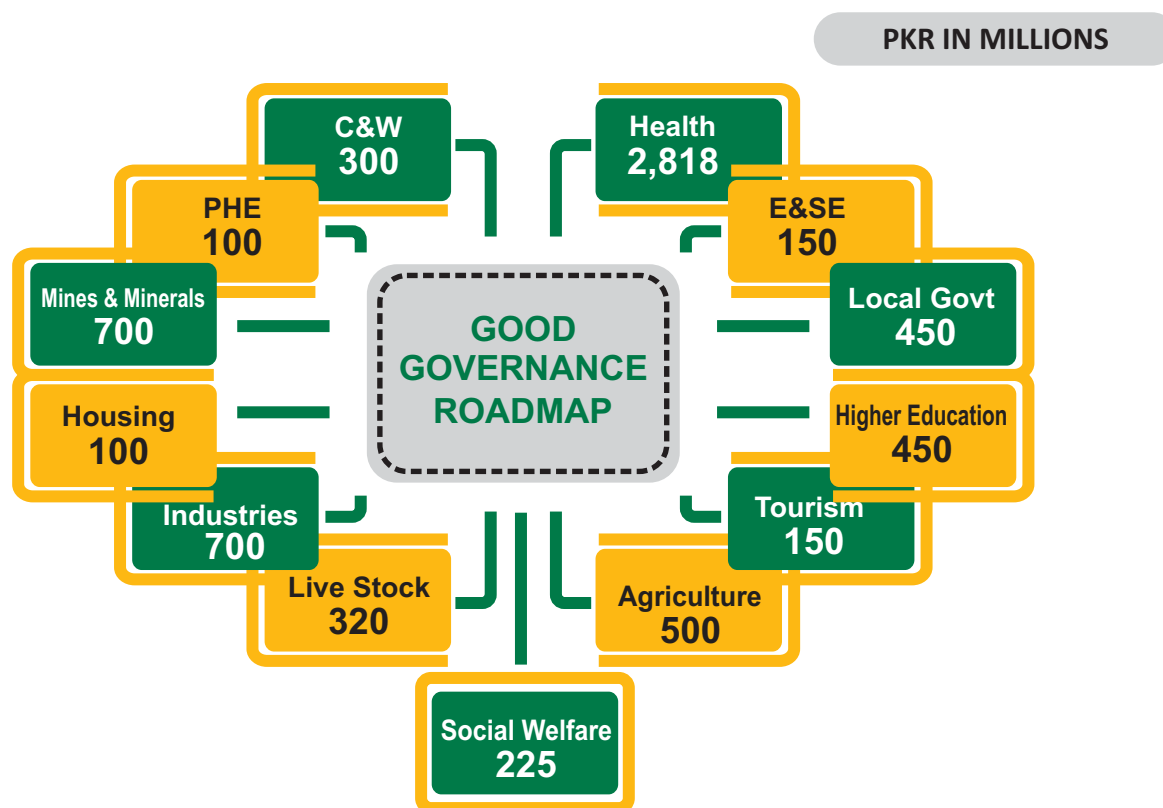 PKR IN MILLIONS
C&W
300
Health
2,818
PHE
100
E&SE
150
Mines & Minerals
700
Local Govt
450
GOOD
GOVERNANCE
ROADMAP
Housing
100
Higher Education
450
Industries
700
Tourism
150
Live Stock
320
Agriculture
500
Social Welfare
225